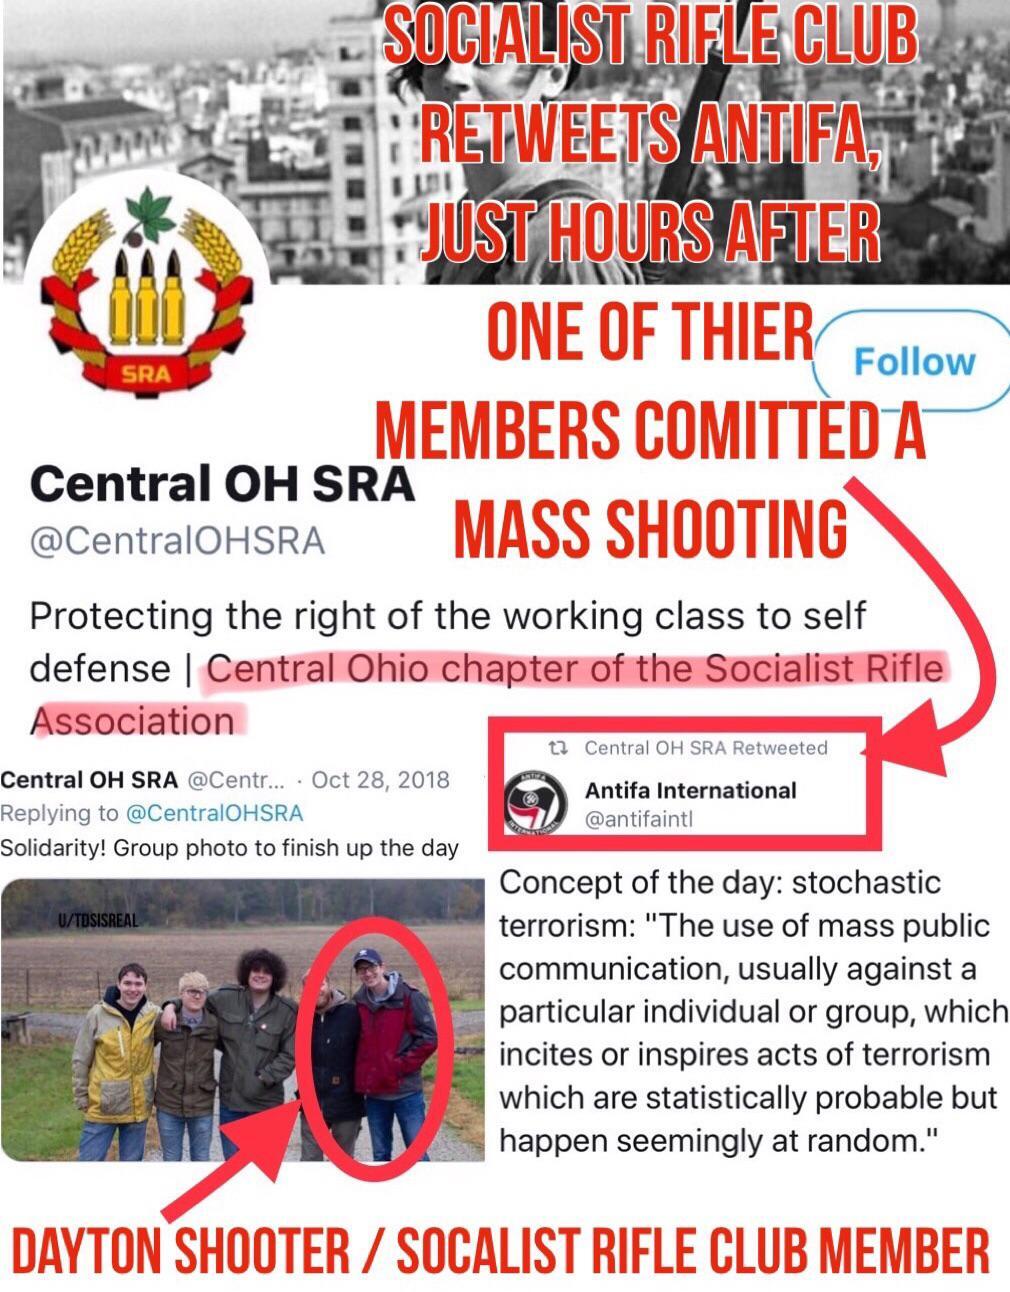 SOCIALIST RIFLE CLUB
RETWEETS ANTIFA,
JUST HOURS AFTER
ONE OF THIER
MEMBERS COMITTED A
MASS SHOOTING
SRA
Follow
Central OH SRA
@CentralOHSRA
Protecting the right of the working class to self
defense | Central Ohio chapter of the Socialist Rifle
Association
Central OH SRA @Centr... · Oct 28, 2018
Replying to @CentralOHSRA
Solidarity! Group photo to finish up the day
U/TDSISREAL
Central OH SRA Retweeted
ANTIFA
INTERNATIONAL
Antifa International
@antifaintl
Concept of the day: stochastic
terrorism: "The use of mass public
communication, usually against a
particular individual or group, which
incites or inspires acts of terrorism
which are statistically probable but
happen seemingly at random."
DAYTON SHOOTER / SOCALIST RIFLE CLUB MEMBER